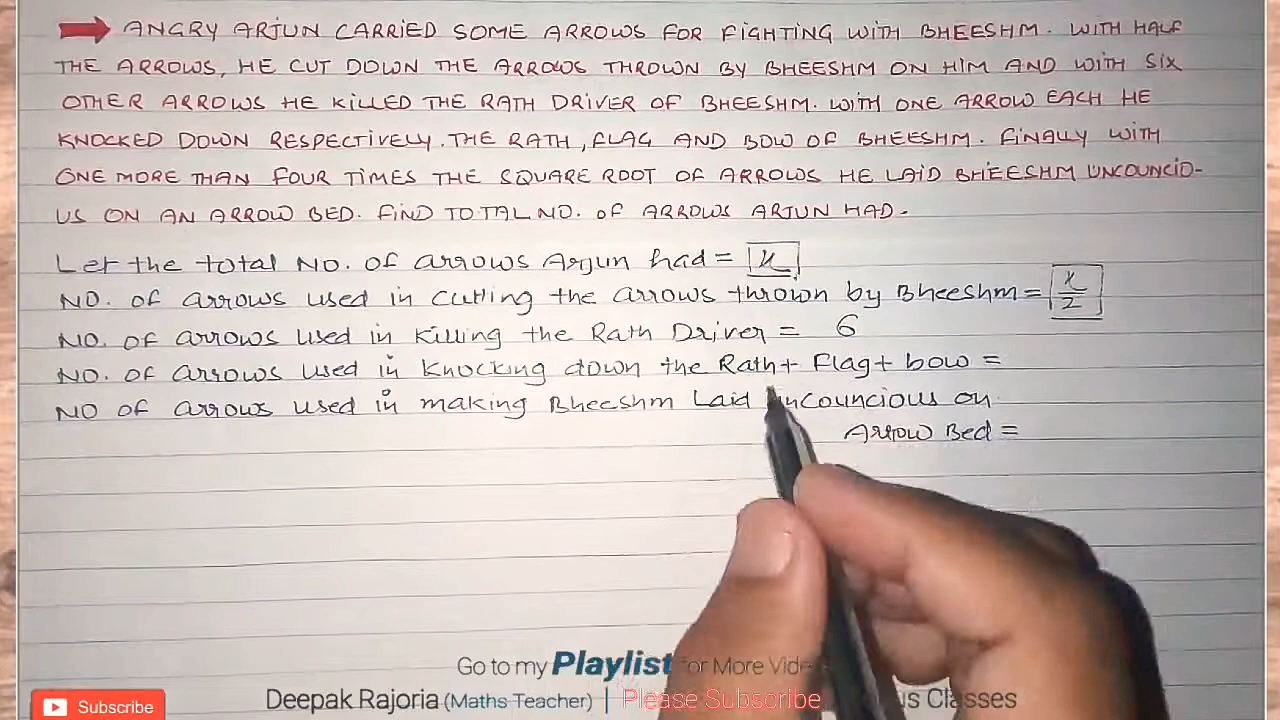 ANGRY ARJUN CARRIED SOME ARROWS FOR FIGHTING WITH BHEESHM. WITH HALF
THE ARROWS, HE CUT DOWN THE ARROWS THROWN BY BHEESHM ON HIM AND WITH SIX
OTHER ARROWS HE KILLED THE RATH DRIVER OF BHEESHM. WITH ONE ARROW EACH HE
KNOCKED DOWN RESPECTIVELY. THE RATH, FLAG AND BOW OF BHEESHM. FINALLY WITH
ONE MORE THAN FOUR TIMES THE SQUARE ROOT OF ARROWS HE LAID BHEESHM UNCOUNCIO-
US ON AN ARROW BED. FIND TOTAL NO. OF ARROWS ARJUN HAD.
Let the total No. of arrows Arjun had = x
NO. of arrows used in cutting the arrows thrown by Bheeshm = x/2
NO. of arrows used in killing the Rath Driver = 6
NO. of arrows used in knocking down the Rath + Flag + bow =
NO of arrows used in making Bheeshm Laid uncouncious on
Arrow Bed =
Go to my Playlist for More
Deepak Rajoria (Maths Teacher) | Please Subscribe Classes
Subscribe